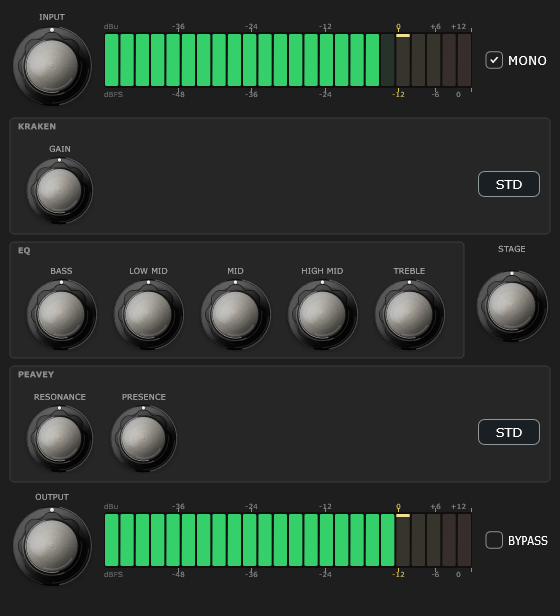 INPUT
dBu -36 -24 -12 0 +6 +12
MONO
dBFS -48 -36 -24 -12 -6 0
KRAKEN
GAIN
STD
EQ
STAGE
BASS LOW MID MID HIGH MID TREBLE
PEAVEY
RESONANCE PRESENCE
STD
OUTPUT
dBu -36 -24 -12 0 +6 +12
BYPASS
dBFS -48 -36 -24 -12 -6 0